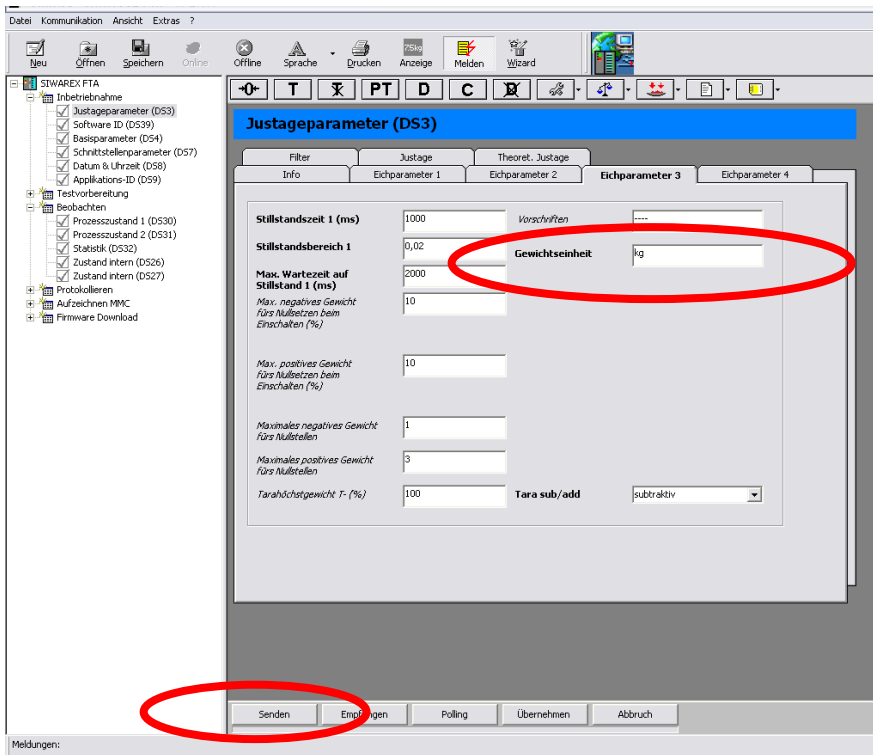 Datei Kommunikation Ansicht Extras ?
Neu Öffnen Speichern Online Offline Sprache Drucken Anzeige Melden Wizard
SIWAREX FTA
Inbetriebnahme
Justageparameter (DS3)
Software ID (DS39)
Basisparameter (DS4)
Schnittstellenparameter (DS7)
Datum & Uhrzeit (DS8)
Applikations-ID (DS9)
Testvorbereitung
Beobachten
Prozesszustand 1 (DS30)
Prozesszustand 2 (DS31)
Statistik (DS32)
Zustand intern (DS26)
Zustand intern (DS27)
Protokollieren
Aufzeichnen MMC
Firmware Download
→0← T T PT D C D
Justageparameter (DS3)
Filter Justage Theoret. Justage
Info Eichparameter 1 Eichparameter 2 Eichparameter 3 Eichparameter 4
Stillstandszeit 1 (ms) 1000 Vorschriften ----
Stillstandsbereich 1 0,02 Gewichtseinheit kg
Max. Wartezeit auf
Stillstand 1 (ms) 2000
Max. negatives Gewicht
fürs Nullsetzen beim
Einschalten (%) 10
Max. positives Gewicht
fürs Nullsetzen beim
Einschalten (%) 10
Maximales negatives Gewicht
fürs Nullstellen 1
Maximales positives Gewicht
fürs Nullstellen 3
Tarahöchstgewicht T- (%) 100 Tara sub/add subtraktiv
Senden Empfangen Polling Übernehmen Abbruch
Meldungen: